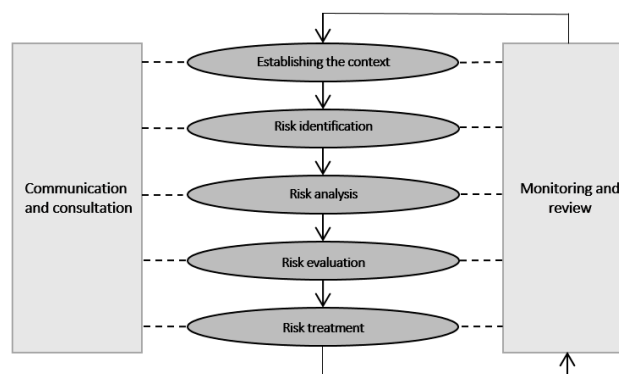 Establishing the context
Risk identification
Communication
and consultation
Risk analysis
Monitoring and
review
Risk evaluation
Risk treatment